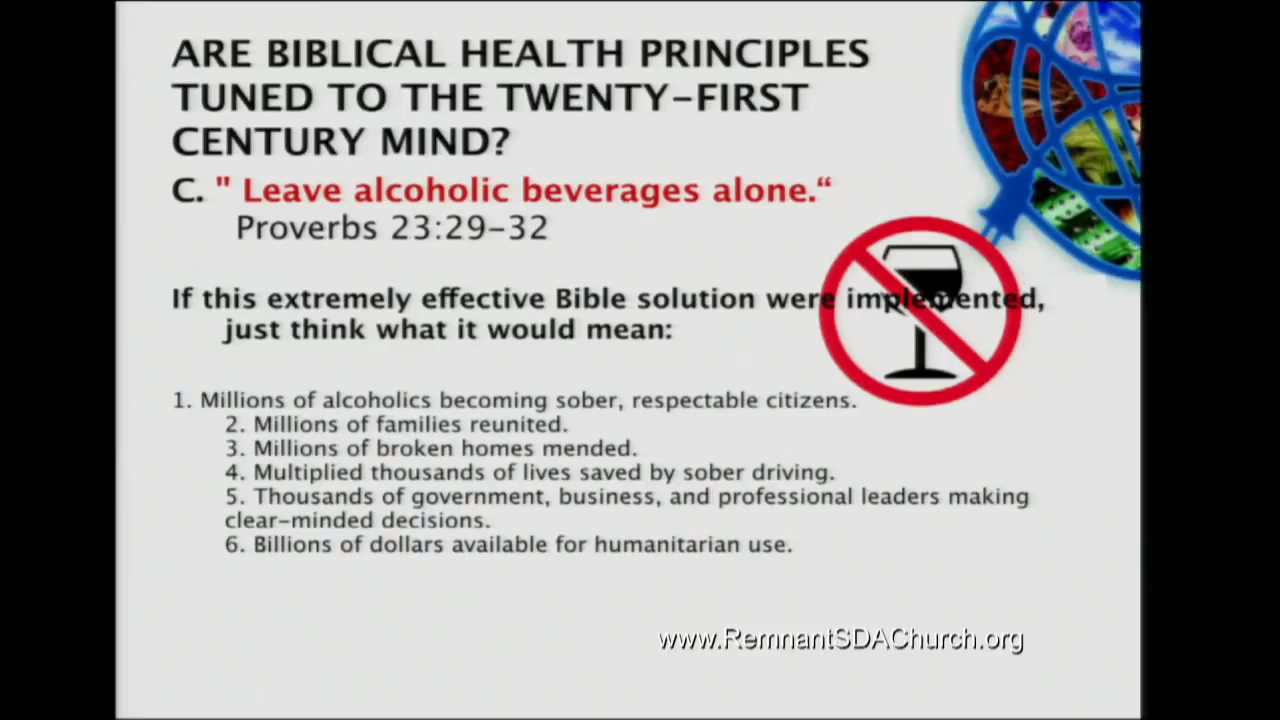 ARE BIBLICAL HEALTH PRINCIPLES
TUNED TO THE TWENTY-FIRST
CENTURY MIND?
C. " Leave alcoholic beverages alone.“
Proverbs 23:29-32
If this extremely effective Bible solution were implemented,
just think what it would mean:
1. Millions of alcoholics becoming sober, respectable citizens.
2. Millions of families reunited.
3. Millions of broken homes mended.
4. Multiplied thousands of lives saved by sober driving.
5. Thousands of government, business, and professional leaders making
clear-minded decisions.
6. Billions of dollars available for humanitarian use.
www.RemnantSDAChurch.org